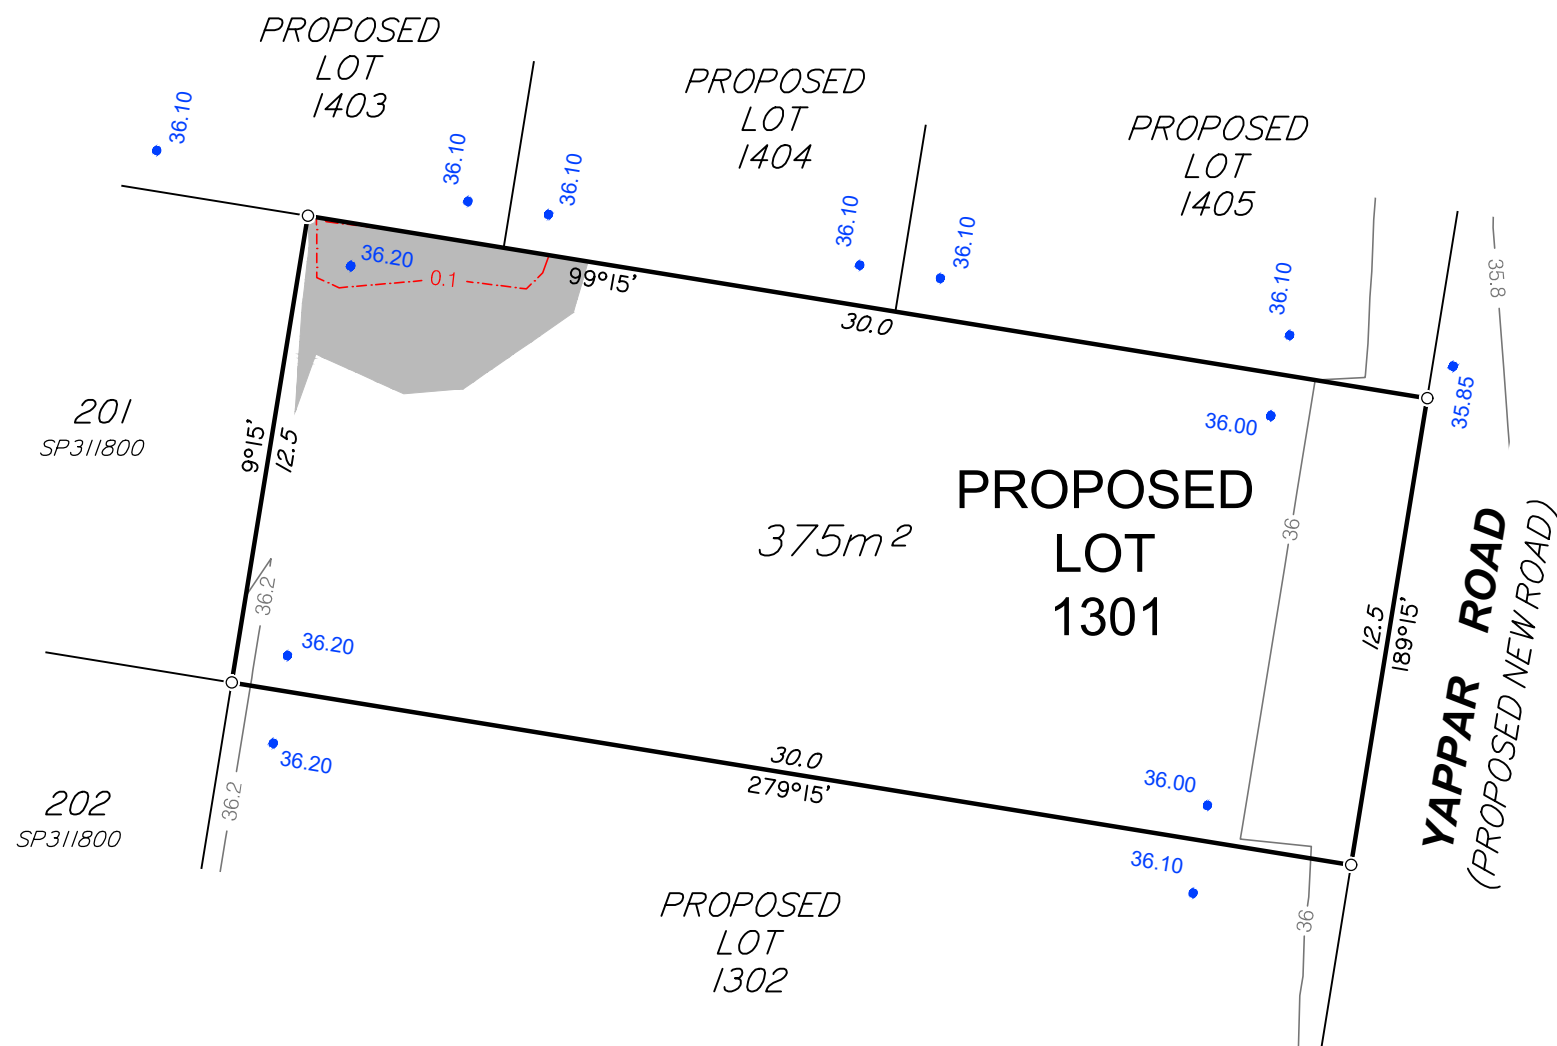 PROPOSED
LOT
1403
PROPOSED
LOT
1404
PROPOSED
LOT
1405
36.10
36.10
36.10
36.10
36.10
36.10
35.8
36.20
0.1
99°15'
30.0
35.85
36.00
201
SP311800
9°15'
12.5
PROPOSED
LOT
1301
375m²
36
12.5
189°15'
YAPPAR ROAD
(PROPOSED NEW ROAD)
36.2
36.20
36.20
36.2
30.0
279°15'
36.00
36.10
202
SP311800
36
PROPOSED
LOT
1302